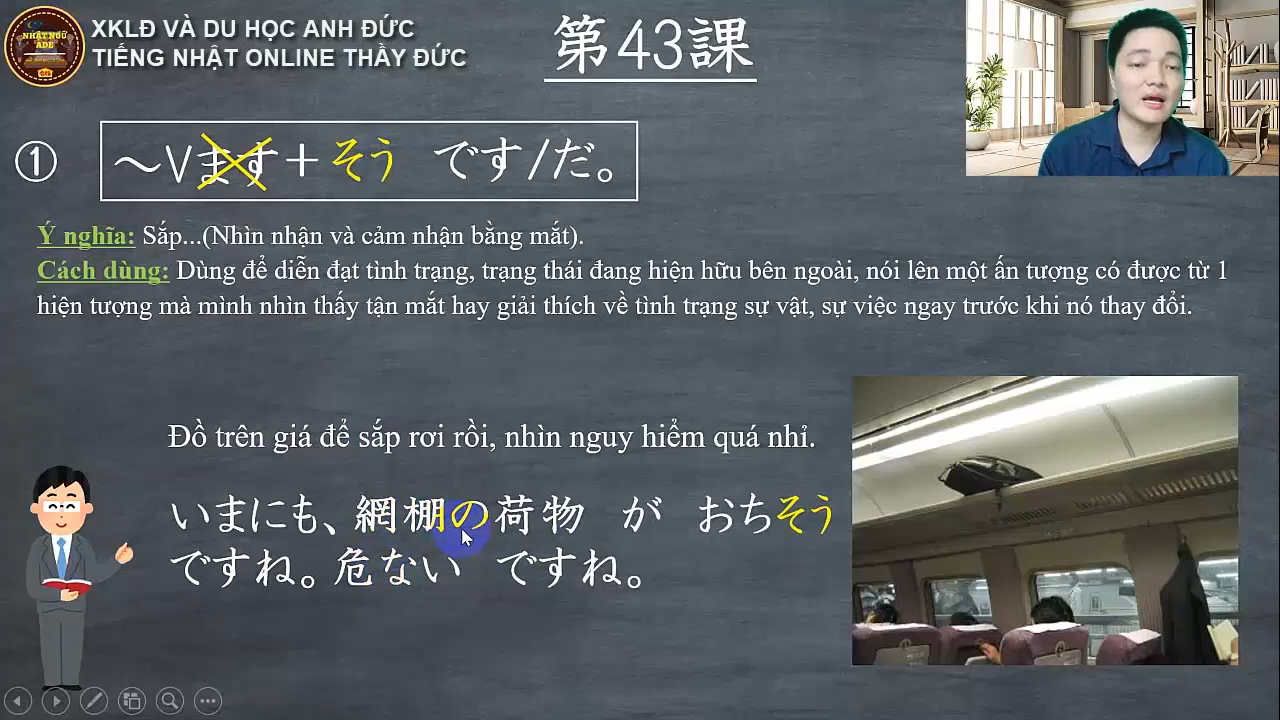 NHẬT NGỮ
ADE
XKLĐ VÀ DU HỌC ANH ĐỨC
TIẾNG NHẬT ONLINE THẦY ĐỨC
第43課
① ～Vます＋そう です/だ。
Ý nghĩa: Sắp...(Nhìn nhận và cảm nhận bằng mắt).
Cách dùng: Dùng để diễn đạt tình trạng, trạng thái đang hiện hữu bên ngoài, nói lên một ấn tượng có được từ 1
hiện tượng mà mình nhìn thấy tận mắt hay giải thích về tình trạng sự vật, sự việc ngay trước khi nó thay đổi.
Đồ trên giá để sắp rơi rồi, nhìn nguy hiểm quá nhỉ.
いまにも、網棚の荷物 が おちそう
ですね。危ない ですね。